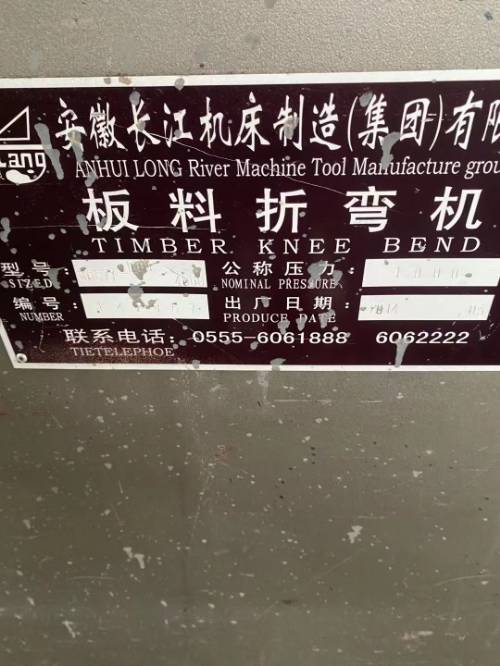 安徽长江机床制造(集团)有限
ang
ANHUI LONG River Machine Tool Manufacture grou
板料折弯机
TIMBER KNEE BEND
型号: 公称压力:
SIZED NOMINAL PRESSURE
编号: 出厂日期:
NUMBER PRODUCE DATE
联系电话: 0555-6061888 6062222
TIETELEPHOE